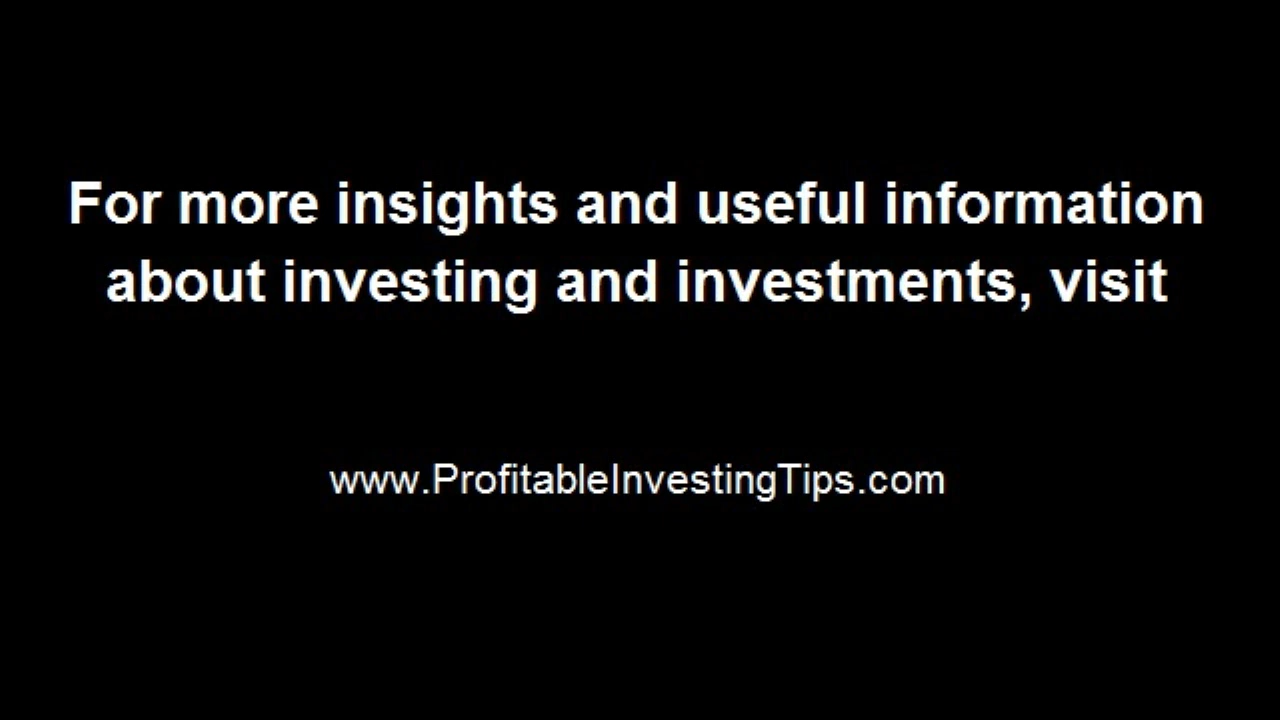 For more insights and useful information
about investing and investments, visit
www.ProfitableInvestingTips.com